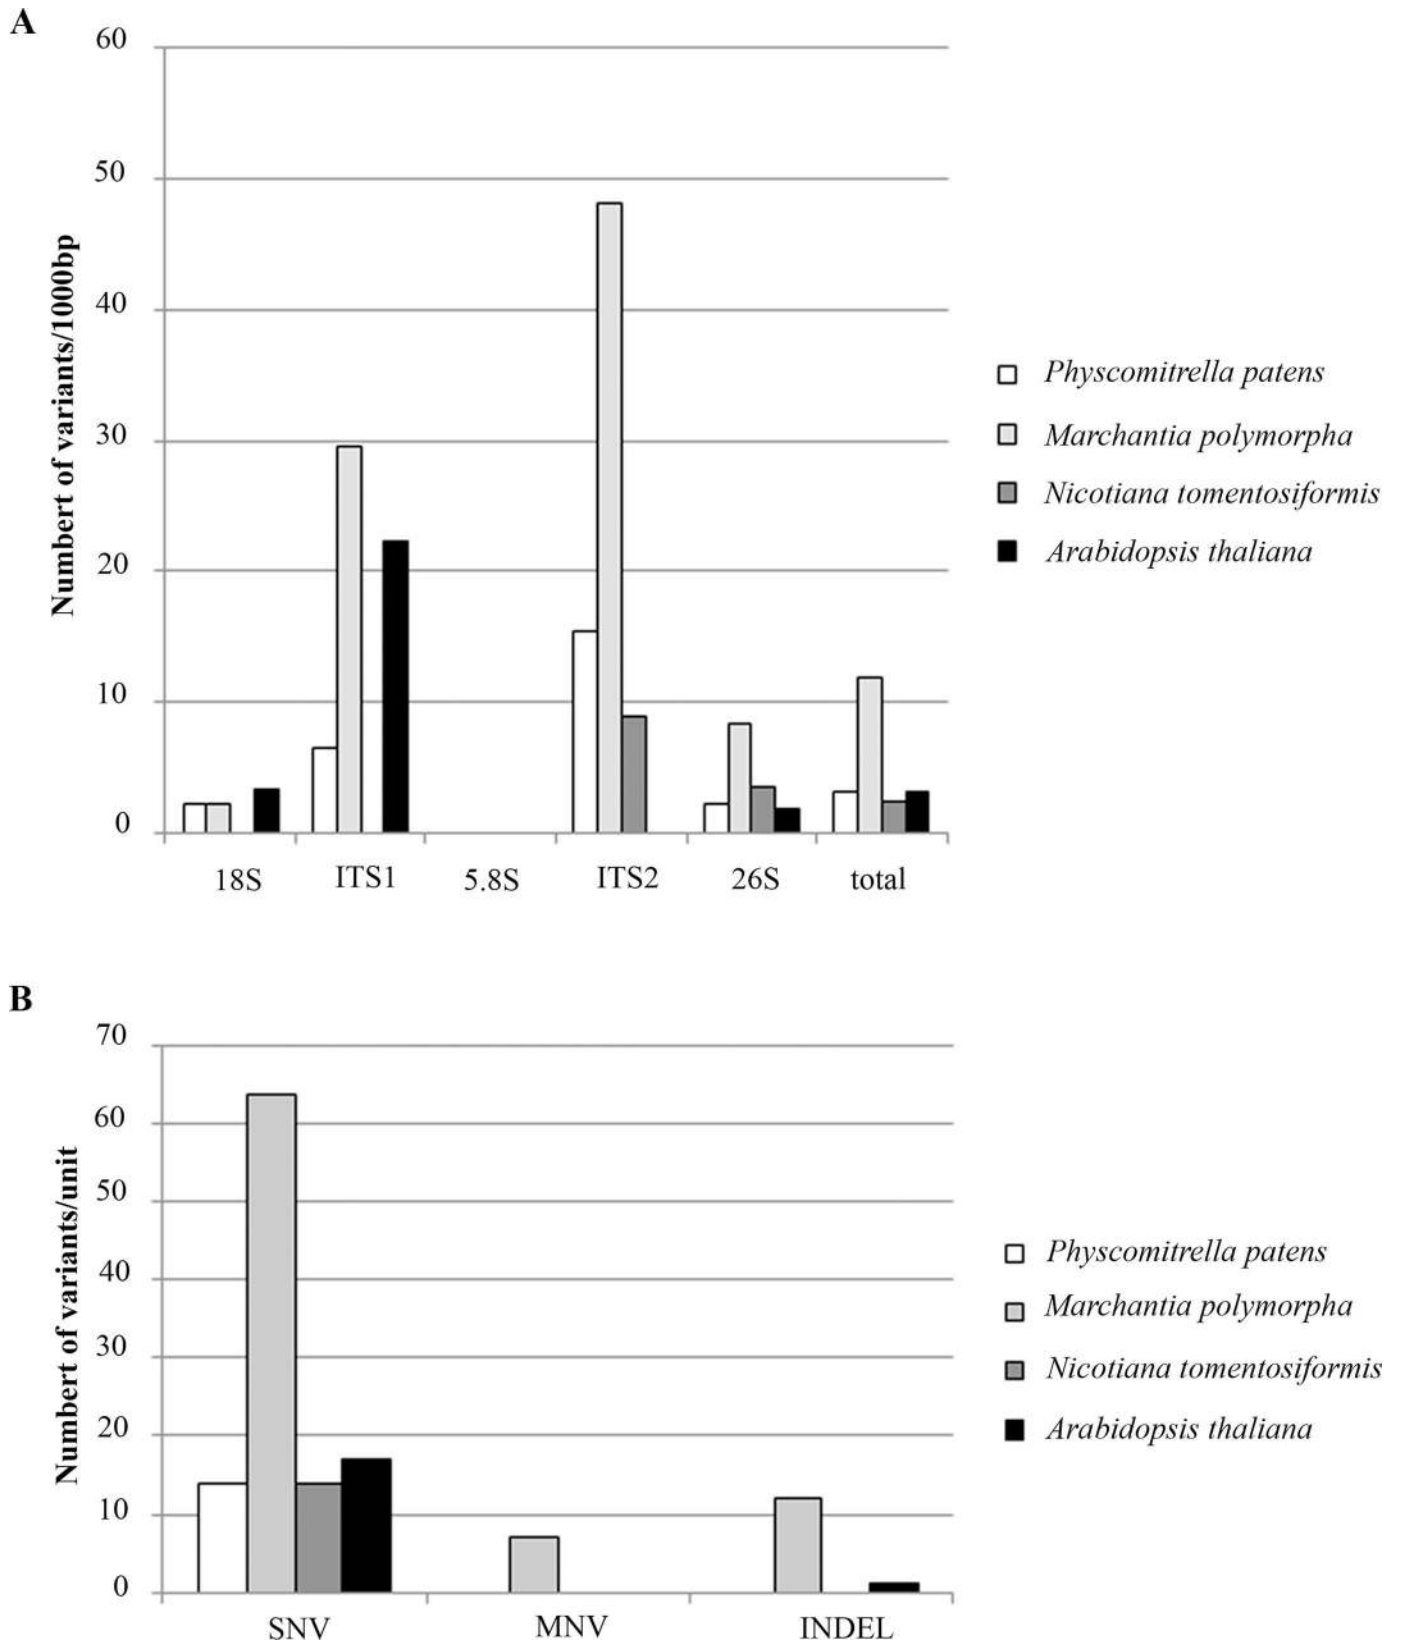 A
60
50
40
30
20
10
0
Numbert of variants/1000bp
18S ITS1 5.8S ITS2 26S total
Physcomitrella patens
Marchantia polymorpha
Nicotiana tomentosiformis
Arabidopsis thaliana
B
70
60
50
40
30
20
10
0
Numbert of variants/unit
SNV MNV INDEL
Physcomitrella patens
Marchantia polymorpha
Nicotiana tomentosiformis
Arabidopsis thaliana